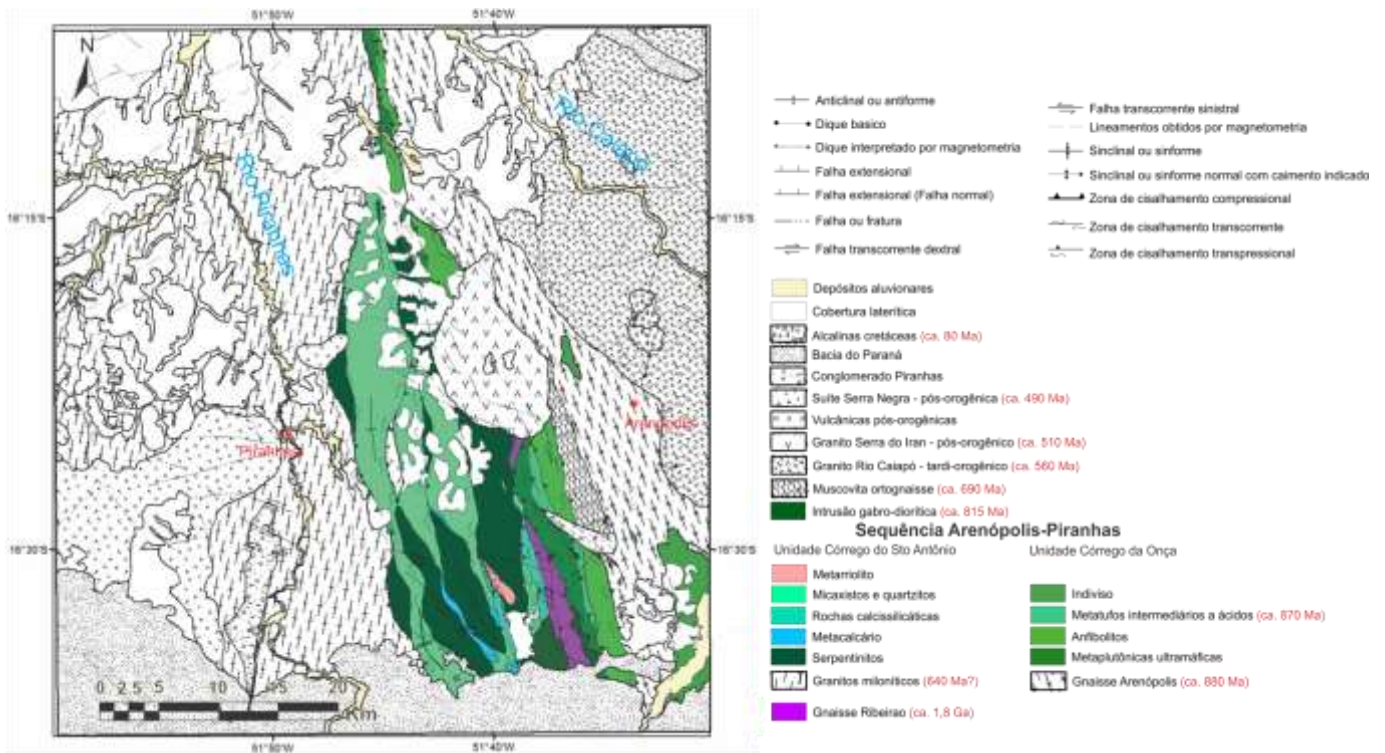 51°50'W
51°40'W
N
Rio Caiapó
Rio Piranhas
16°15'S
16°15'S
Arenópolis
Piranhas
16°30'S
16°30'S
0 2,5 5 10 15 20
Km
51°50'W
51°40'W
Anticlinal ou antiforme
Dique basico
Dique interpretado por magnetometria
Falha extensional
Falha extensional (Falha normal)
Falha ou fratura
Falha transcorrente dextral
Falha transcorrente sinistral
Lineamentos obtidos por magnetometria
Sinclinal ou sinforme
Sinclinal ou sinforme normal com caimento indicado
Zona de cisalhamento compressional
Zona de cisalhamento transcorrente
Zona de cisalhamento transpressional
Depósitos aluvionares
Cobertura laterítica
Alcalinas cretáceas (ca. 80 Ma)
Bacia do Paraná
Conglomerado Piranhas
Suíte Serra Negra - pós-orogênica (ca. 490 Ma)
Vulcânicas pós-orogênicas
Granito Serra do Iran - pós-orogênico (ca. 510 Ma)
Granito Rio Caiapó - tardi-orogênico (ca. 560 Ma)
Muscovita ortognaisse (ca. 690 Ma)
Intrusão gabro-diorítica (ca. 815 Ma)
Sequência Arenópolis-Piranhas
Unidade Córrego do Sto Antônio
Metarriolito
Micaxistos e quartzitos
Rochas calcissilicáticas
Metacalcário
Serpentinitos
Granitos miloníticos (640 Ma?)
Gnaisse Ribeirao (ca. 1,8 Ga)
Unidade Córrego da Onça
Indiviso
Metatufos intermediários a ácidos (ca. 870 Ma)
Anfibolitos
Metaplutônicas ultramáficas
Gnaisse Arenópolis (ca. 880 Ma)